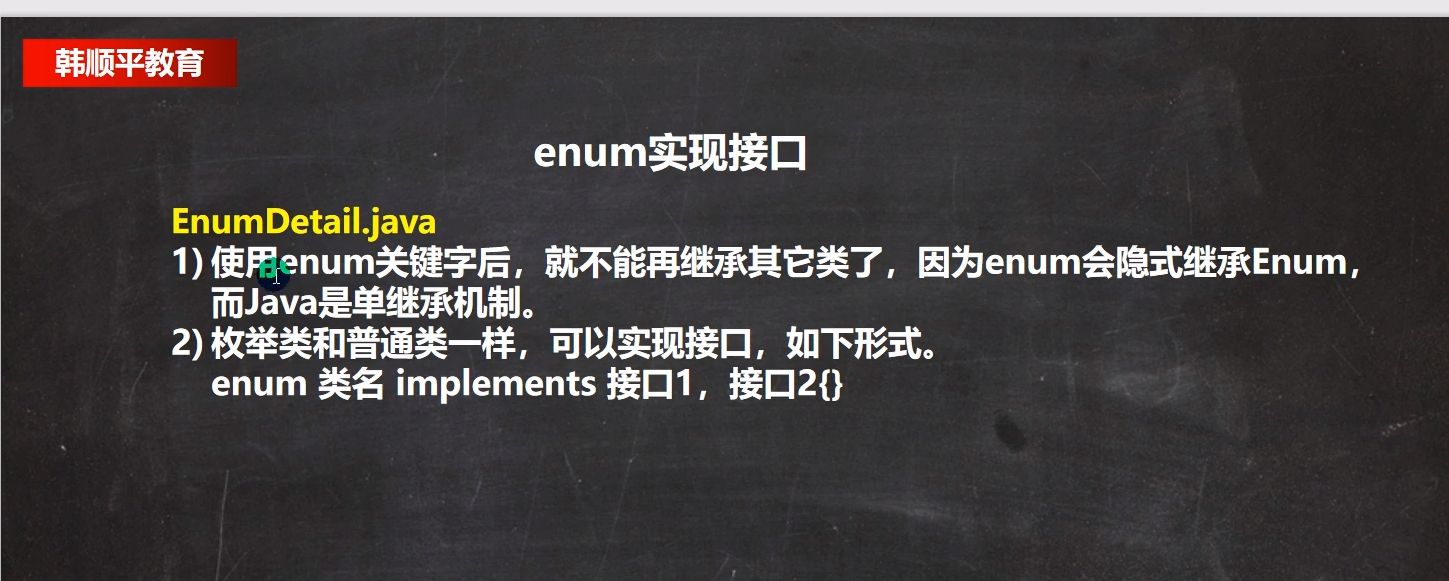 韩顺平教育
enum实现接口
EnumDetail.java
1) 使用enum关键字后，就不能再继承其它类了，因为enum会隐式继承Enum，
而Java是单继承机制。
2) 枚举类和普通类一样，可以实现接口，如下形式。
enum 类名 implements 接口1，接口2{}